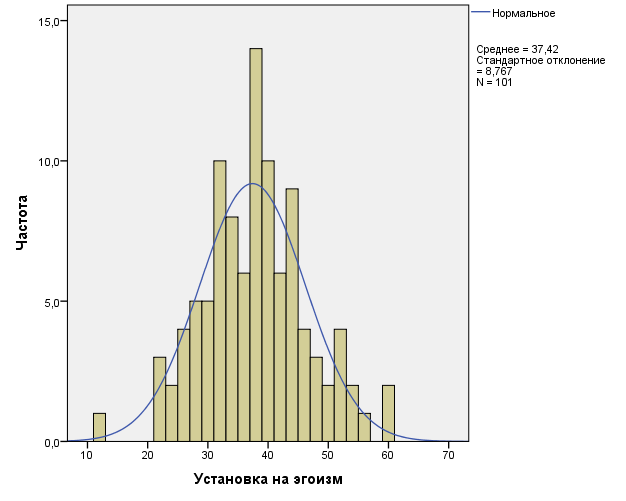 Нормальное
Среднее = 37,42
Стандартное отклонение
= 8,767
N = 101
15,0
10,0
5,0
0,0
Частота
10 20 30 40 50 60 70
Установка на эгоизм